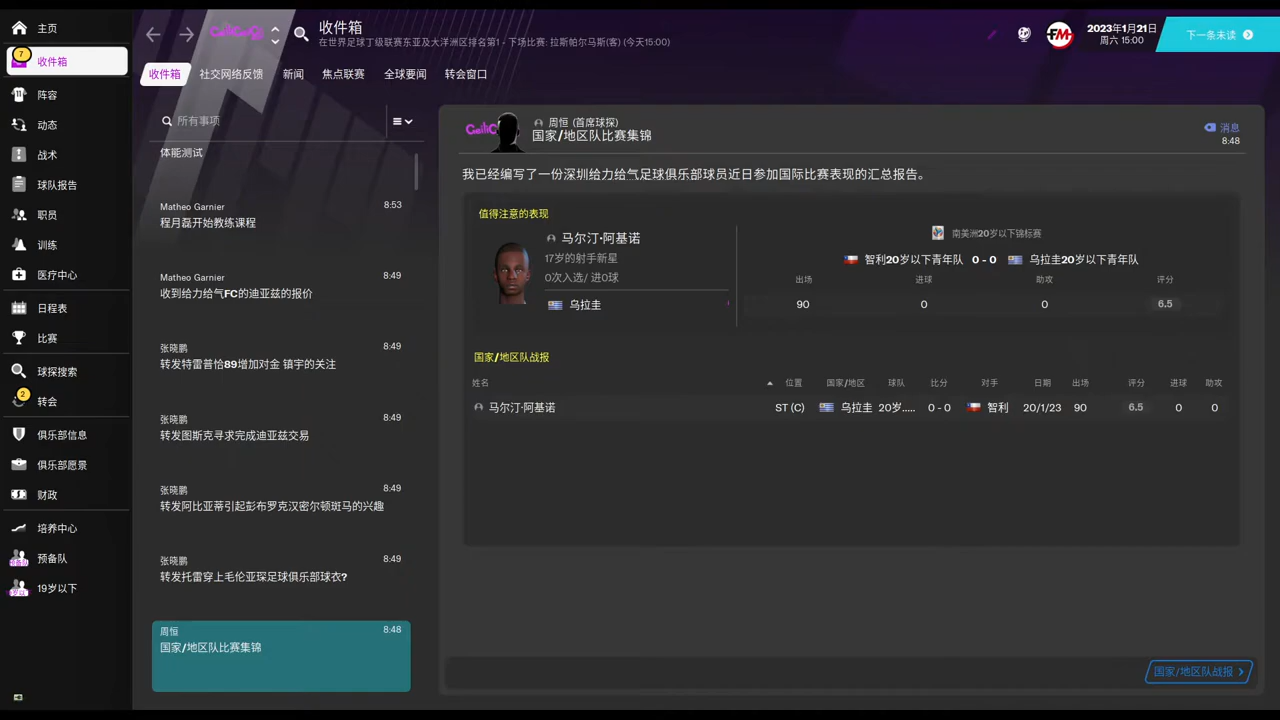 主页
7
收件箱
阵容
动态
战术
球队报告
职员
训练
医疗中心
日程表
比赛
球探搜索
2
转会
俱乐部信息
俱乐部愿景
财政
培养中心
预备队
19岁以下
收件箱
在世界足球丁级联赛东亚及大洋洲区排名第1 - 下场比赛: 拉斯帕尔马斯(客) (今天15:00)
FM
2023年1月21日
周六 15:00
下一条未读
收件箱 社交网络反馈 新闻 焦点联赛 全球要闻 转会窗口
所有事项
体能测试
Matheo Garnier 8:53
程月磊开始教练课程
Matheo Garnier 8:49
收到给力给气FC的迪亚兹的报价
张晓鹏 8:49
转发特雷普恰89增加对金 镇宇的关注
张晓鹏 8:49
转发图斯克寻求完成迪亚兹交易
张晓鹏 8:49
转发阿比亚蒂引起彭布罗克汉密尔顿斑马的兴趣
张晓鹏 8:49
转发托雷穿上毛伦亚琛足球俱乐部球衣?
周恒 8:48
国家/地区队比赛集锦
周恒 (首席球探)
国家/地区队比赛集锦
消息
8:48
我已经编写了一份深圳给力给气足球俱乐部球员近日参加国际比赛表现的汇总报告。
值得注意的表现
马尔汀·阿基诺
17岁的射手新星
0次入选/ 进0球
乌拉圭
南美洲20岁以下锦标赛
智利20岁以下青年队 0 - 0 乌拉圭20岁以下青年队
出场 进球 助攻 评分
90 0 0 6.5
国家/地区队战报
姓名 位置 国家/地区 球队 比分 对手 日期 出场 评分 进球 助攻
马尔汀·阿基诺 ST (C) 乌拉圭 20岁..... 0 - 0 智利 20/1/23 90 6.5 0 0
国家/地区队战报